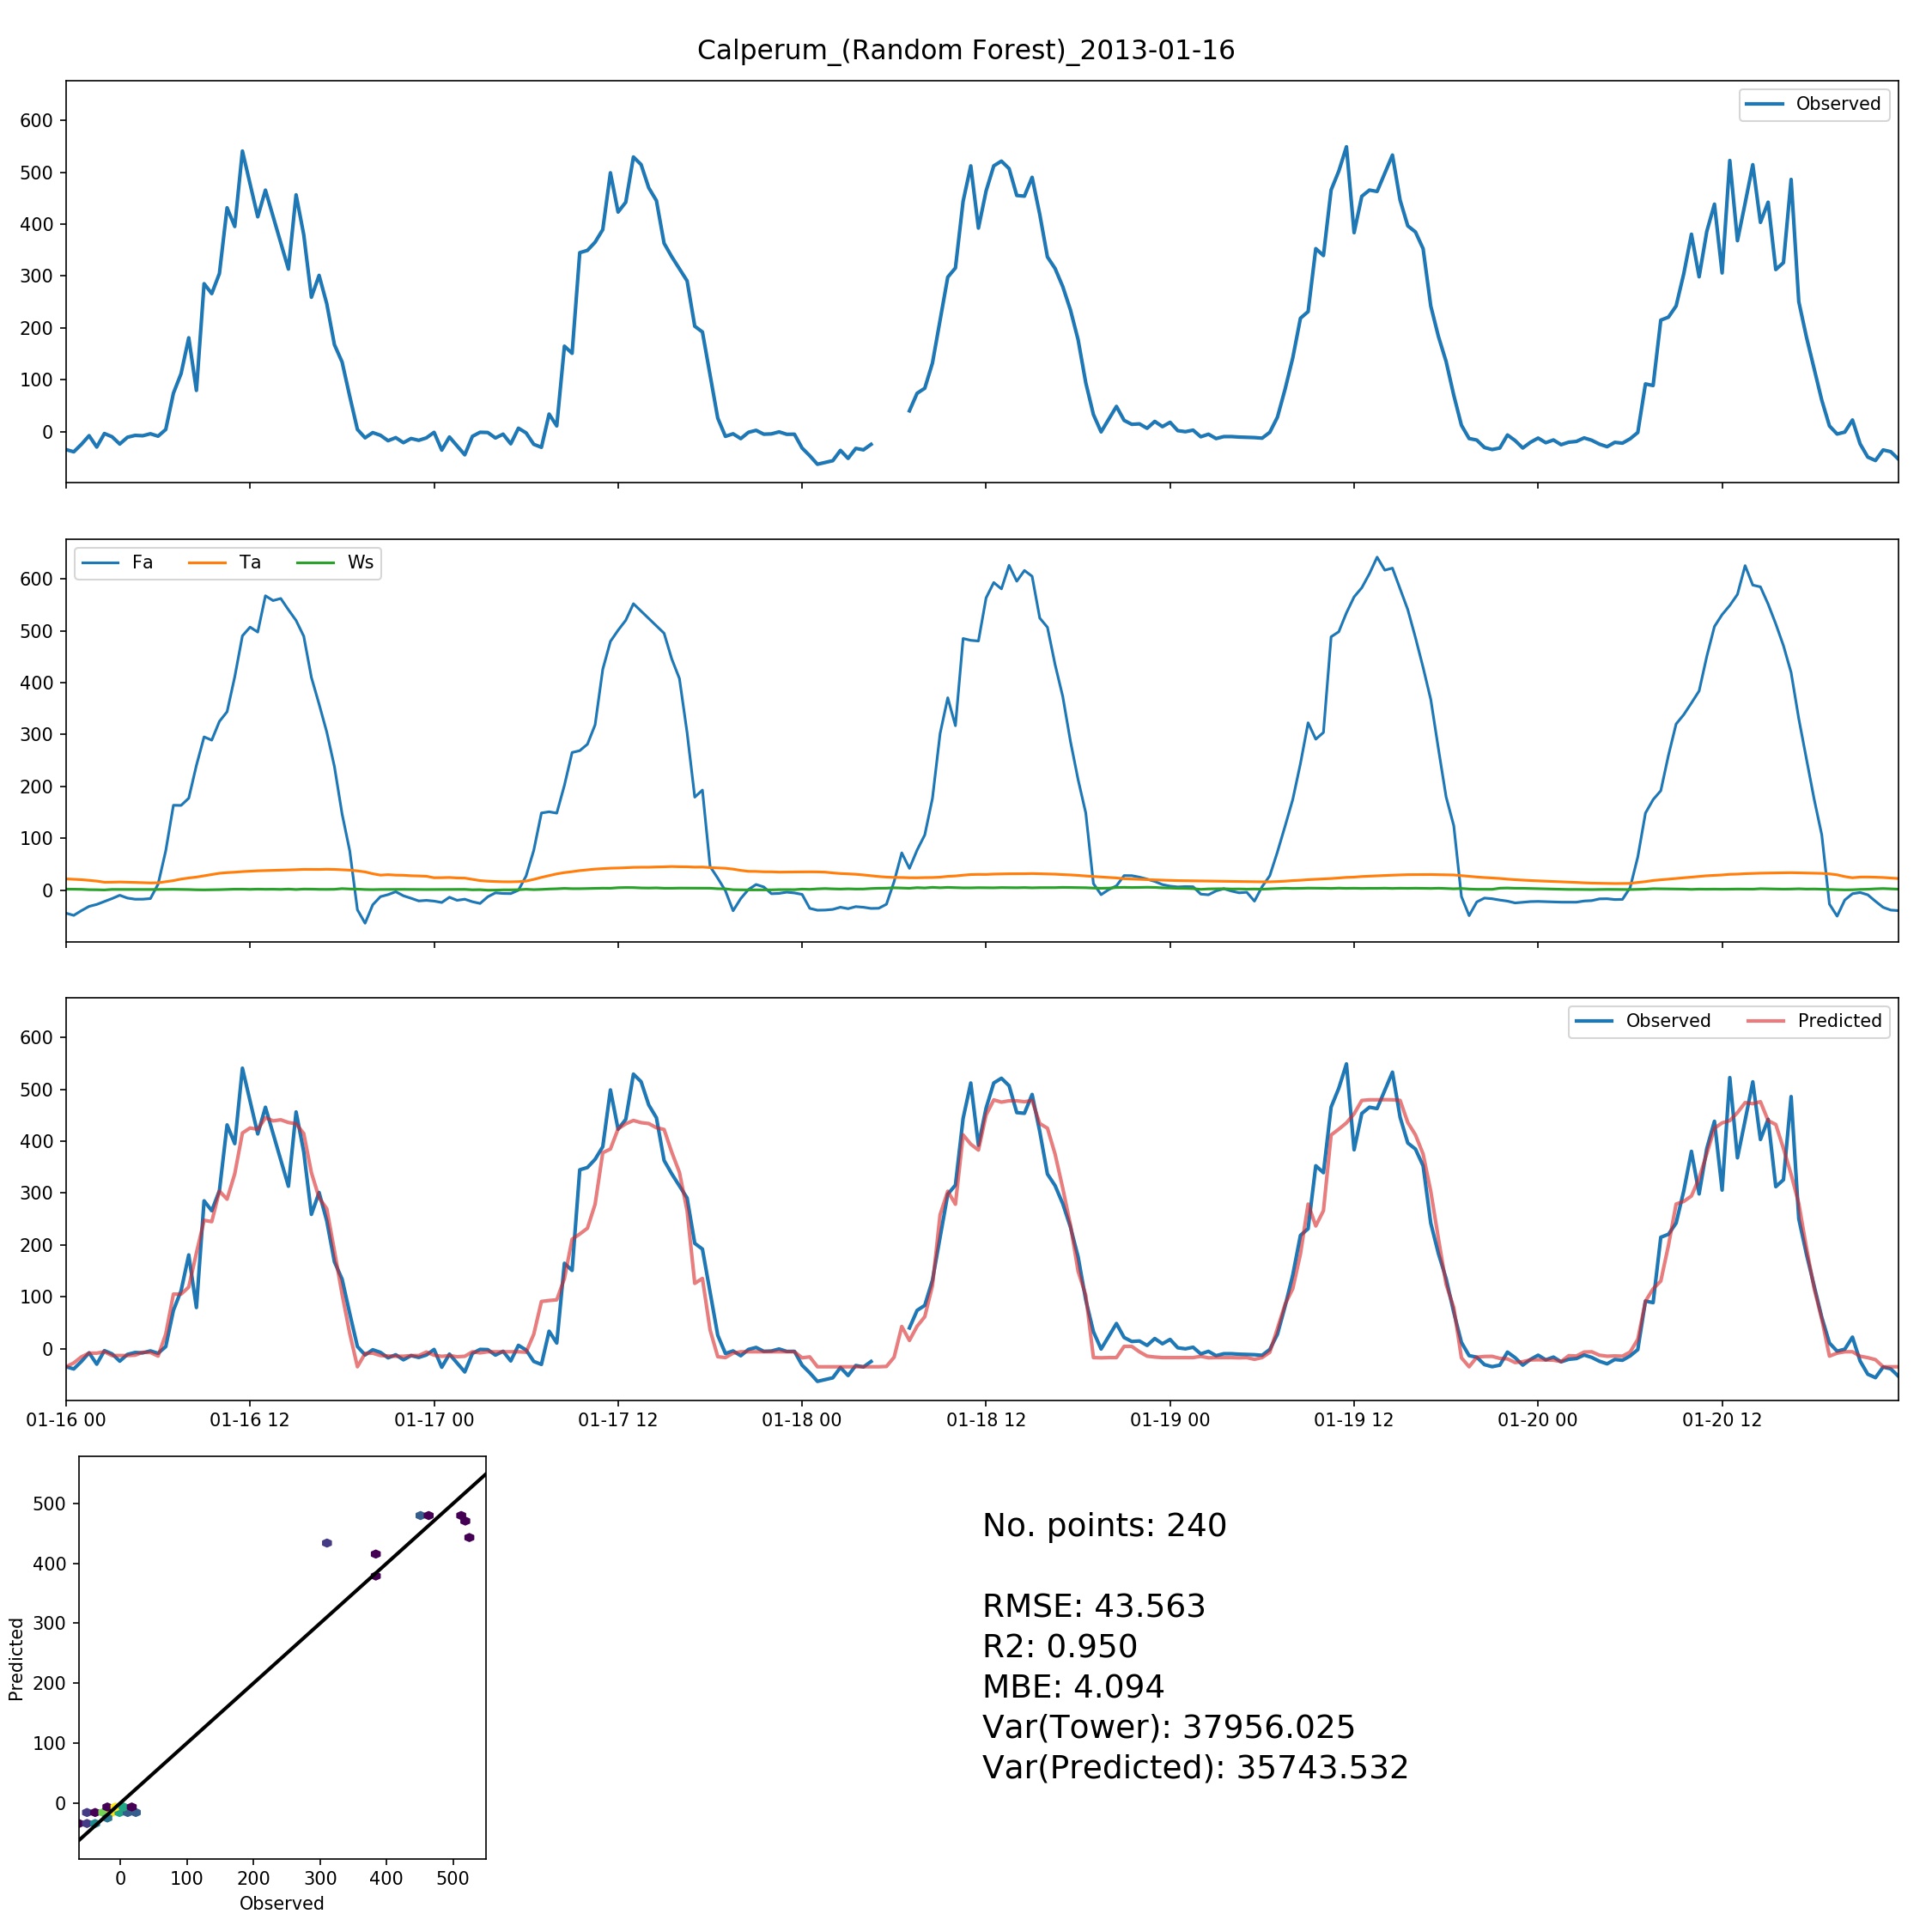 Calperum_(Random Forest)_2013-01-16
Observed
600
500
400
300
200
100
0
Fa Ta Ws
600
500
400
300
200
100
0
Observed Predicted
600
500
400
300
200
100
0
01-16 00 01-16 12 01-17 00 01-17 12 01-18 00 01-18 12 01-19 00 01-19 12 01-20 00 01-20 12
Predicted
500
400
300
200
100
0
0 100 200 300 400 500
Observed
No. points: 240
RMSE: 43.563
R2: 0.950
MBE: 4.094
Var(Tower): 37956.025
Var(Predicted): 35743.532